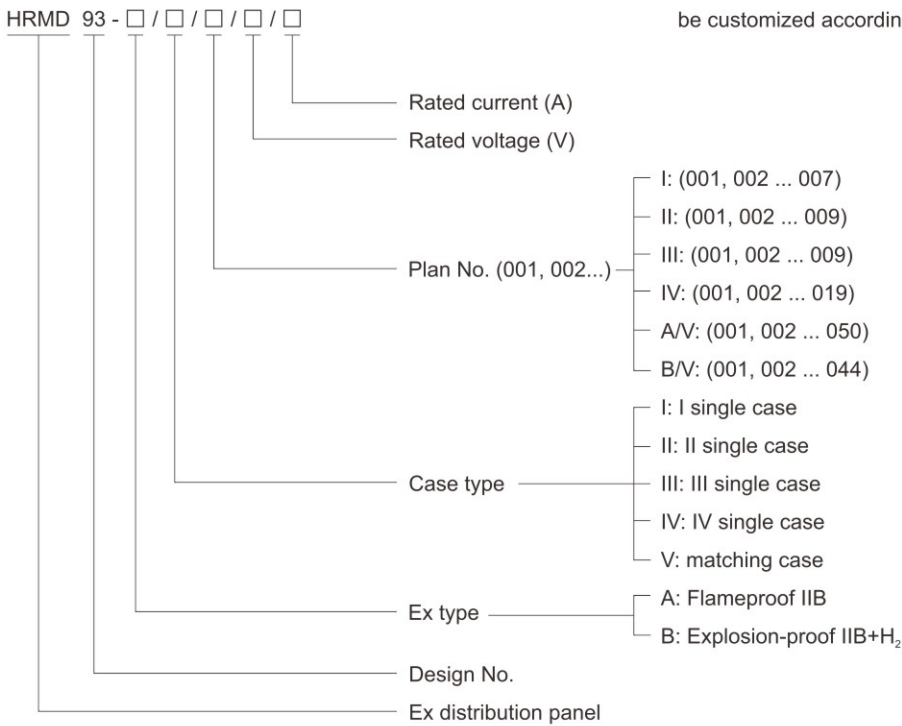 HRMD 93 - □ / □ / □ / □ / □
be customized accordin
Rated current (A)
Rated voltage (V)
Plan No. (001, 002...)
I: (001, 002 ... 007)
II: (001, 002 ... 009)
III: (001, 002 ... 009)
IV: (001, 002 ... 019)
A/V: (001, 002 ... 050)
B/V: (001, 002 ... 044)
Case type
I: I single case
II: II single case
III: III single case
IV: IV single case
V: matching case
Ex type
A: Flameproof IIB
B: Explosion-proof IIB+H₂
Design No.
Ex distribution panel